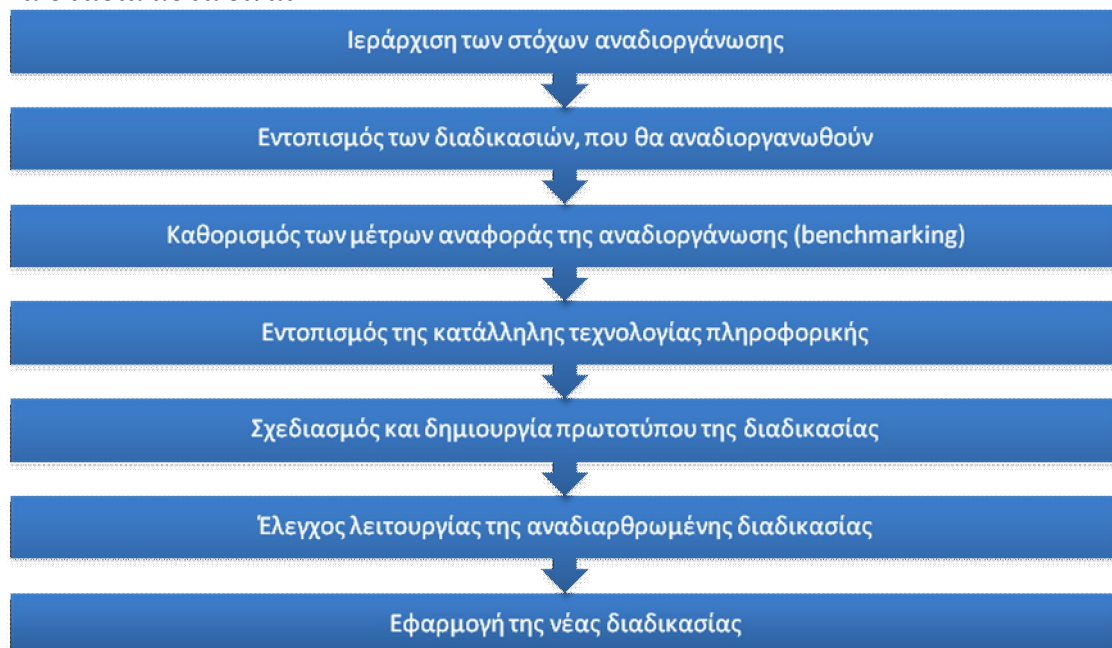 Ιεράρχιση των στόχων αναδιοργάνωσης
Εντοπισμός των διαδικασιών, που θα αναδιοργανωθούν
Καθορισμός των μέτρων αναφοράς της αναδιοργάνωσης (benchmarking)
Εντοπισμός της κατάλληλης τεχνολογίας πληροφορικής
Σχεδιασμός και δημιουργία πρωτοτύπου της διαδικασίας
Έλεγχος λειτουργίας της αναδιαρθρωμένης διαδικασίας
Εφαρμογή της νέας διαδικασίας